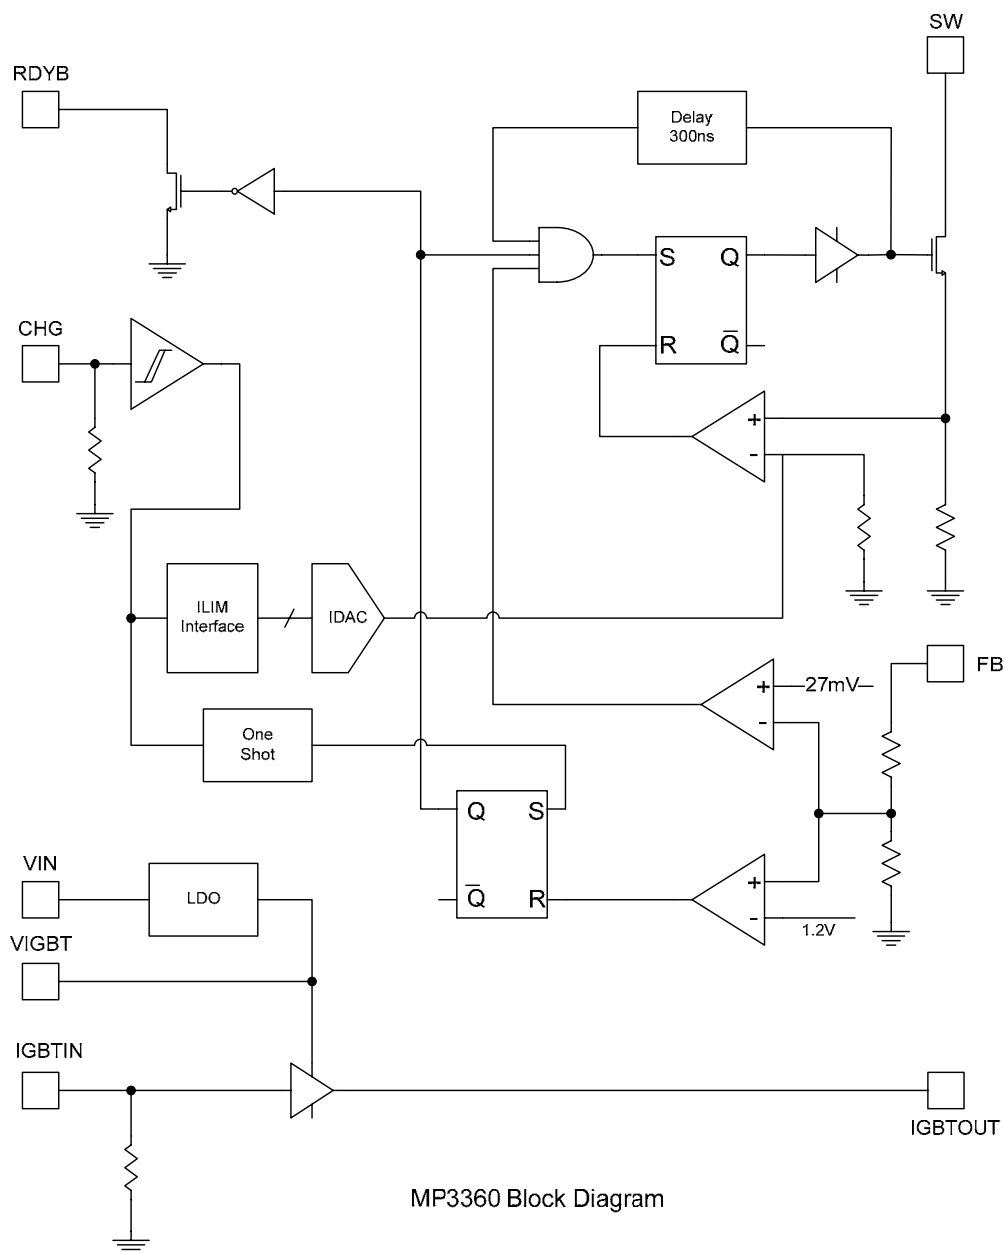 SW
RDYB
Delay
300ns
S
Q
R
Q̅
CHG
+
-
ILIM
Interface
IDAC
FB
+
27mV
-
One
Shot
Q
S
Q̅
R
+
-
1.2V
VIN
LDO
VIGBT
IGBTIN
IGBTOUT
MP3360 Block Diagram